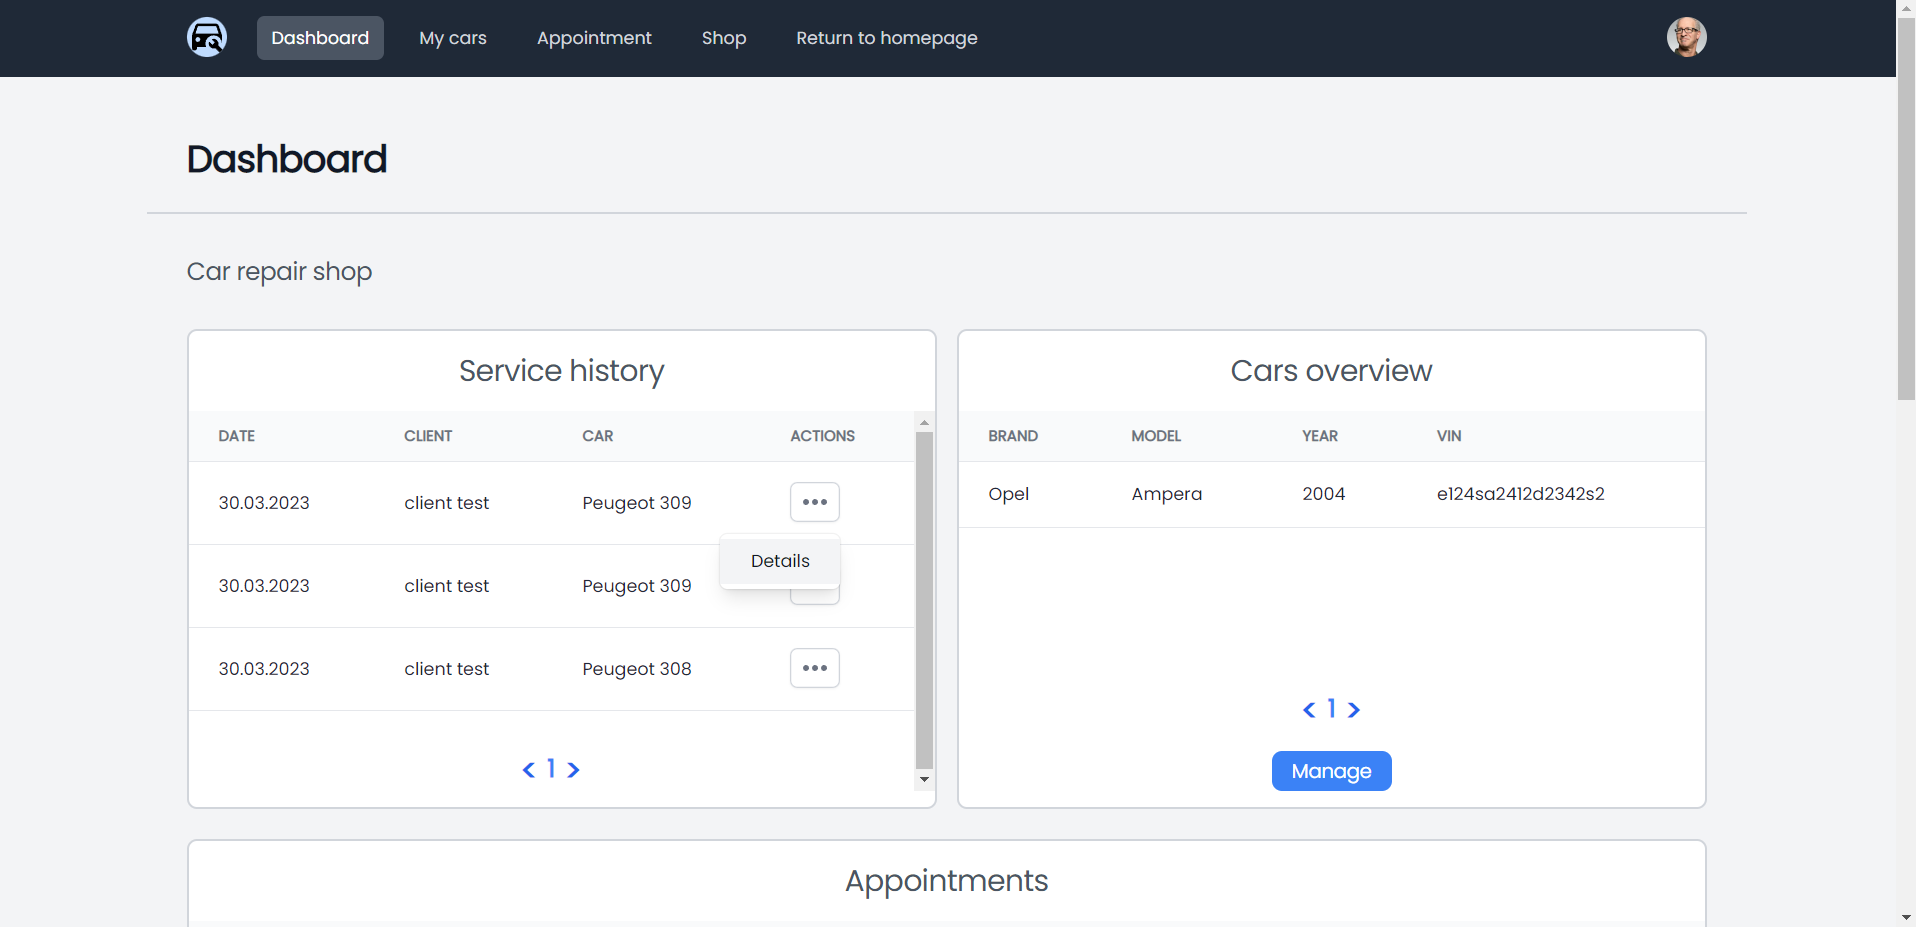 Dashboard My cars Appointment Shop Return to homepage
Dashboard
Car repair shop
Service history
DATE CLIENT CAR ACTIONS
30.03.2023 client test Peugeot 309
Details
30.03.2023 client test Peugeot 309
30.03.2023 client test Peugeot 308
< 1 >
Cars overview
BRAND MODEL YEAR VIN
Opel Ampera 2004 e124sa2412d2342s2
< 1 >
Manage
Appointments